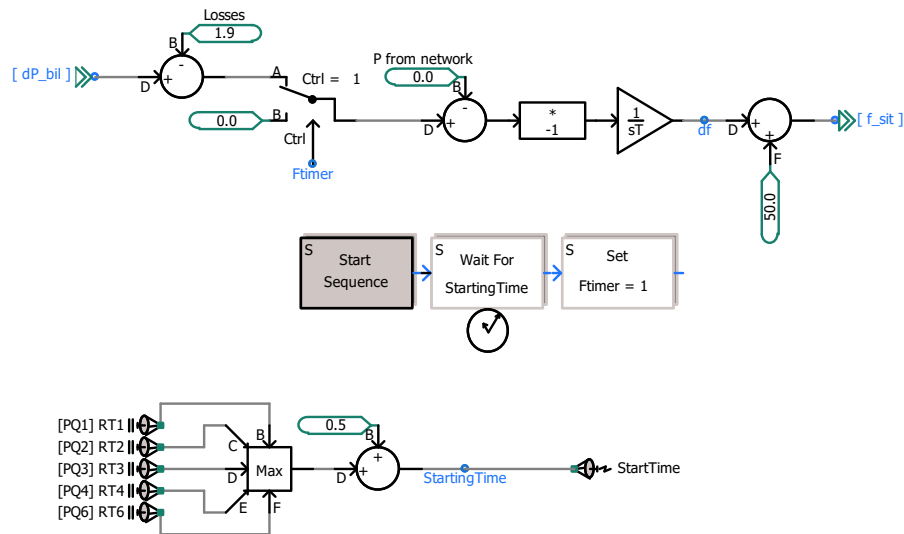 Losses
1.9
B
-
[ dP_bil ]
D
+
A
Ctrl = 1
B
0.0
Ctrl
Ftimer
P from network
0.0
B
-
D
+
*
-1
1
sT
df
D
+
+
F
50.0
[ f_sit ]
S
Start
Sequence
S
Wait For
StartingTime
S
Set
Ftimer = 1
[PQ1] RT1
[PQ2] RT2
[PQ3] RT3
[PQ4] RT4
[PQ6] RT6
B
C
D
E
F
Max
0.5
B
+
D
+
StartingTime
StartTime